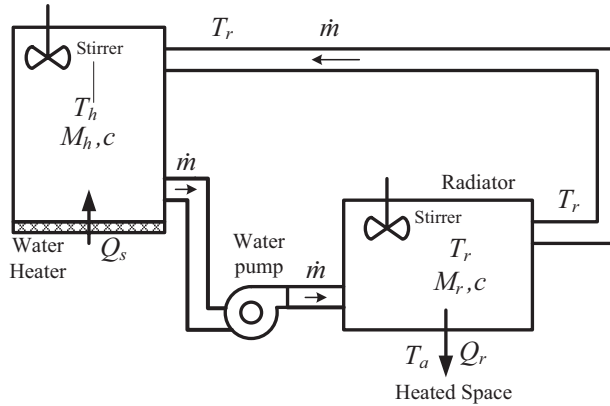 T_r
ṁ
Stirrer
T_h
M_h,c
ṁ
Water
Heater
Q_s
Water
pump
ṁ
Radiator
Stirrer
T_r
T_r
M_r,c
T_a
Q_r
Heated Space